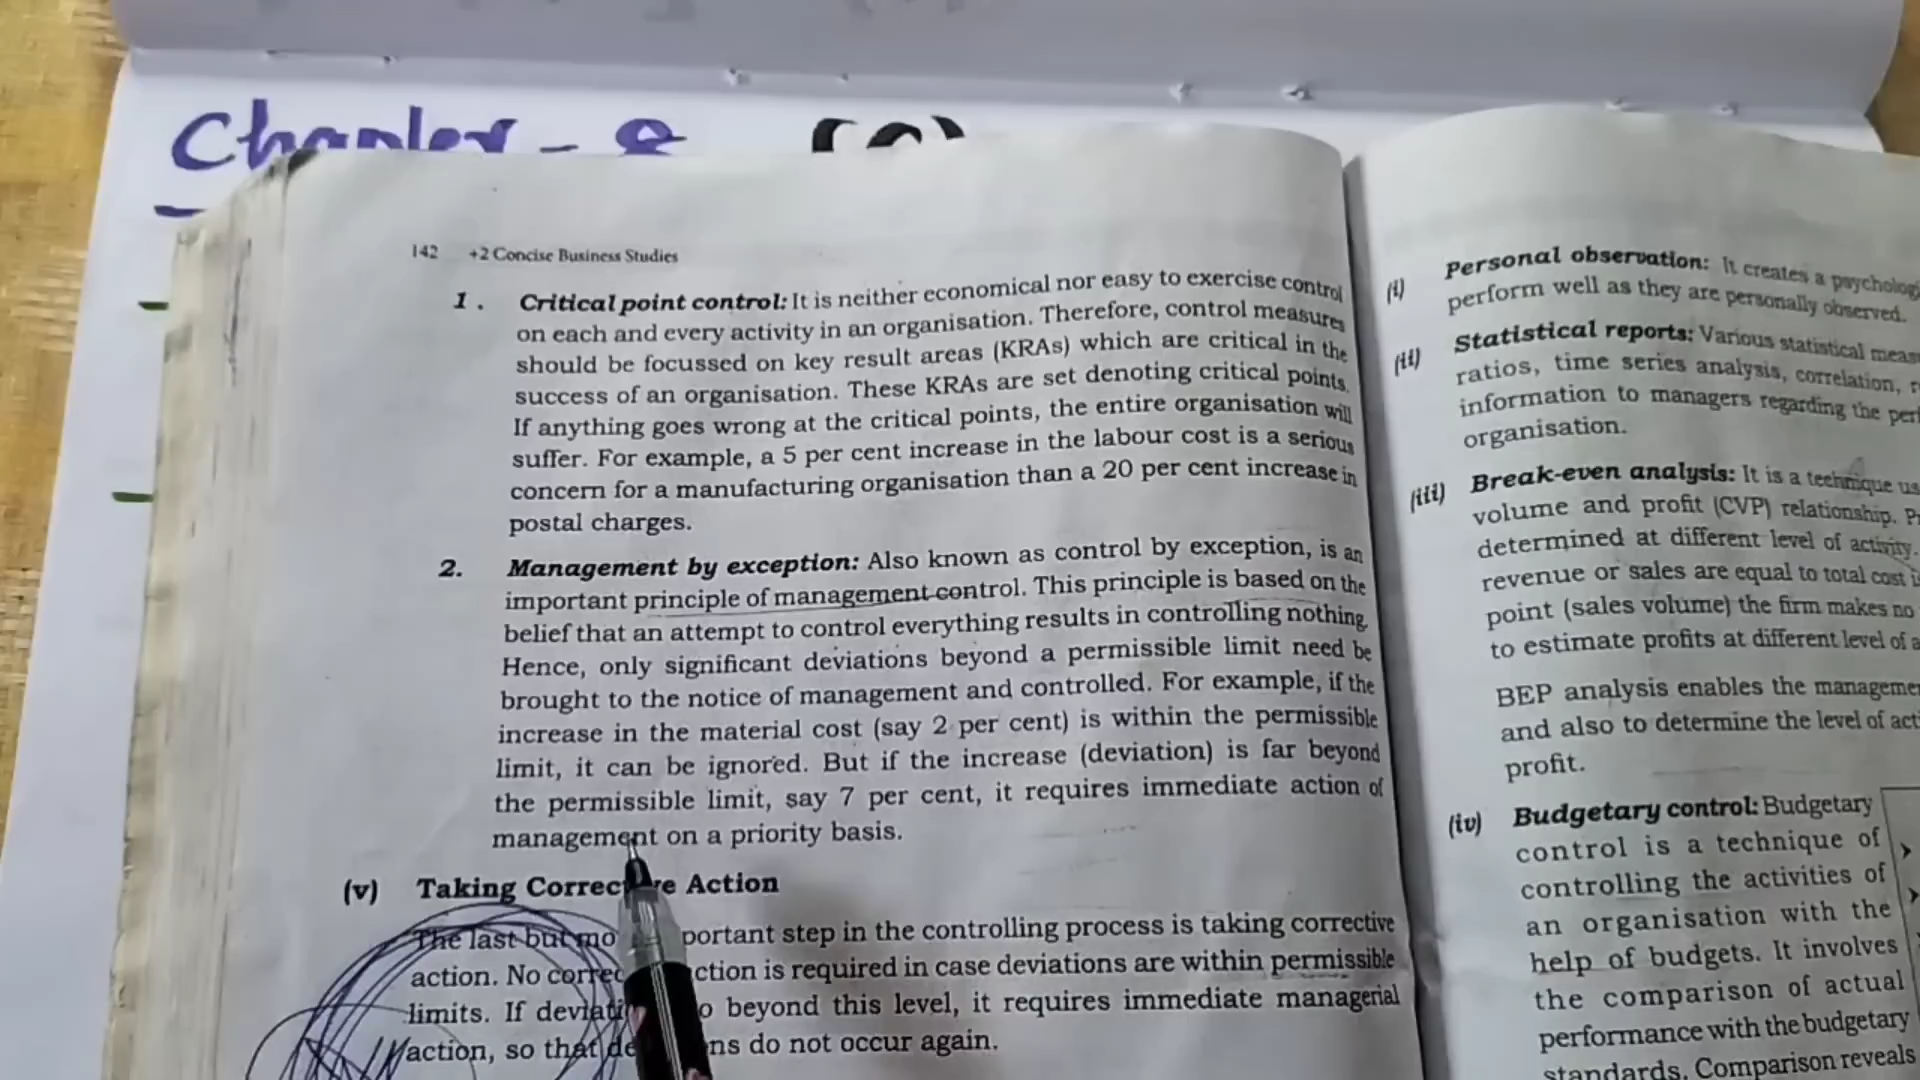 Chapter - 8
142 +2 Concise Business Studies
1. Critical point control: It is neither economical nor easy to exercise control
on each and every activity in an organisation. Therefore, control measures
should be focussed on key result areas (KRAs) which are critical in the
success of an organisation. These KRAs are set denoting critical points.
If anything goes wrong at the critical points, the entire organisation will
suffer. For example, a 5 per cent increase in the labour cost is a serious
concern for a manufacturing organisation than a 20 per cent increase in
postal charges.
2. Management by exception: Also known as control by exception, is an
important principle of management control. This principle is based on the
belief that an attempt to control everything results in controlling nothing.
Hence, only significant deviations beyond a permissible limit need be
brought to the notice of management and controlled. For example, if the
increase in the material cost (say 2 per cent) is within the permissible
limit, it can be ignored. But if the increase (deviation) is far beyond
the permissible limit, say 7 per cent, it requires immediate action of
management on a priority basis.
(v) Taking Corrective Action
The last but mo portant step in the controlling process is taking corrective
action. No correc ction is required in case deviations are within permissible
limits. If deviati o beyond this level, it requires immediate managerial
action, so that de ns do not occur again.
(i) Personal observation: It creates a psycholog
perform well as they are personally observed.
(ii) Statistical reports: Various statistical meas
ratios, time series analysis, correlation, r
information to managers regarding the per
organisation.
(iii) Break-even analysis: It is a technique us
volume and profit (CVP) relationship. P
determined at different level of activity.
revenue or sales are equal to total cost i
point (sales volume) the firm makes no
to estimate profits at different level of a
BEP analysis enables the manageme
and also to determine the level of act
profit.
(iv) Budgetary control: Budgetary
control is a technique of
controlling the activities of
an organisation with the
help of budgets. It involves
the comparison of actual
performance with the budgetary
standards. Comparison reveals